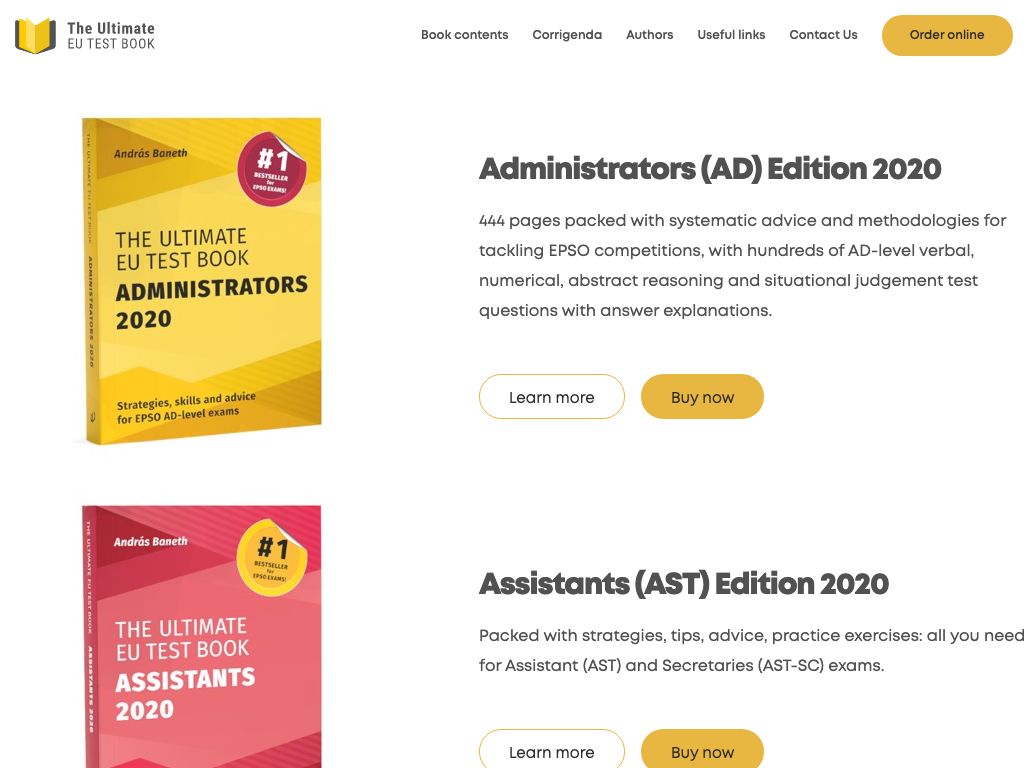 The Ultimate
EU TEST BOOK
Book contents
Corrigenda
Authors
Useful links
Contact Us
Order online
THE ULTIMATE EU TEST BOOK ADMINISTRATORS 2020
András Baneth
#1
BESTSELLER
for
EPSO EXAMS!
THE ULTIMATE
EU TEST BOOK
ADMINISTRATORS
2020
Strategies, skills and advice
for EPSO AD-level exams
Administrators (AD) Edition 2020
444 pages packed with systematic advice and methodologies for
tackling EPSO competitions, with hundreds of AD-level verbal,
numerical, abstract reasoning and situational judgement test
questions with answer explanations.
Learn more
Buy now
THE ULTIMATE EU TEST BOOK ASSISTANTS 2020
András Baneth
#1
BESTSELLER
for
EPSO EXAMS!
THE ULTIMATE
EU TEST BOOK
ASSISTANTS
2020
Assistants (AST) Edition 2020
Packed with strategies, tips, advice, practice exercises: all you need
for Assistant (AST) and Secretaries (AST-SC) exams.
Learn more
Buy now